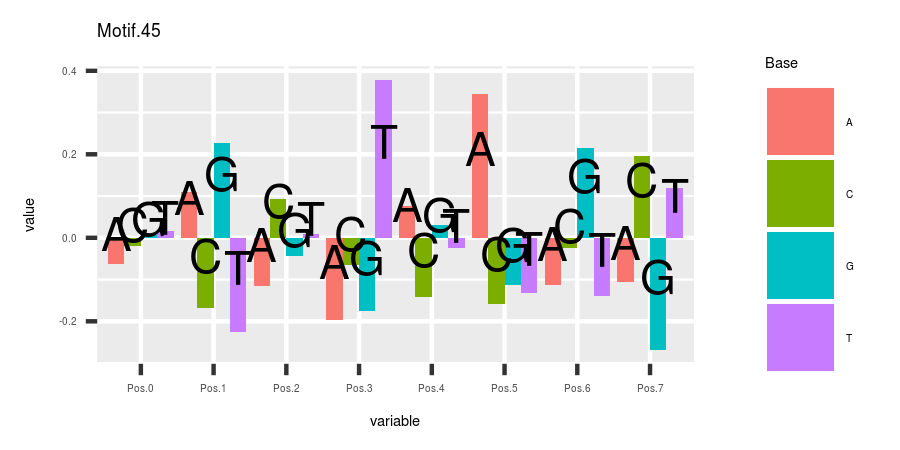 Motif.45
Base
0.4
0.2
0.0
-0.2
value
A C G T A C G T A C G T A C G T A C G T A C G T A C G T A C G T
Pos.0 Pos.1 Pos.2 Pos.3 Pos.4 Pos.5 Pos.6 Pos.7
variable
A
C
G
T